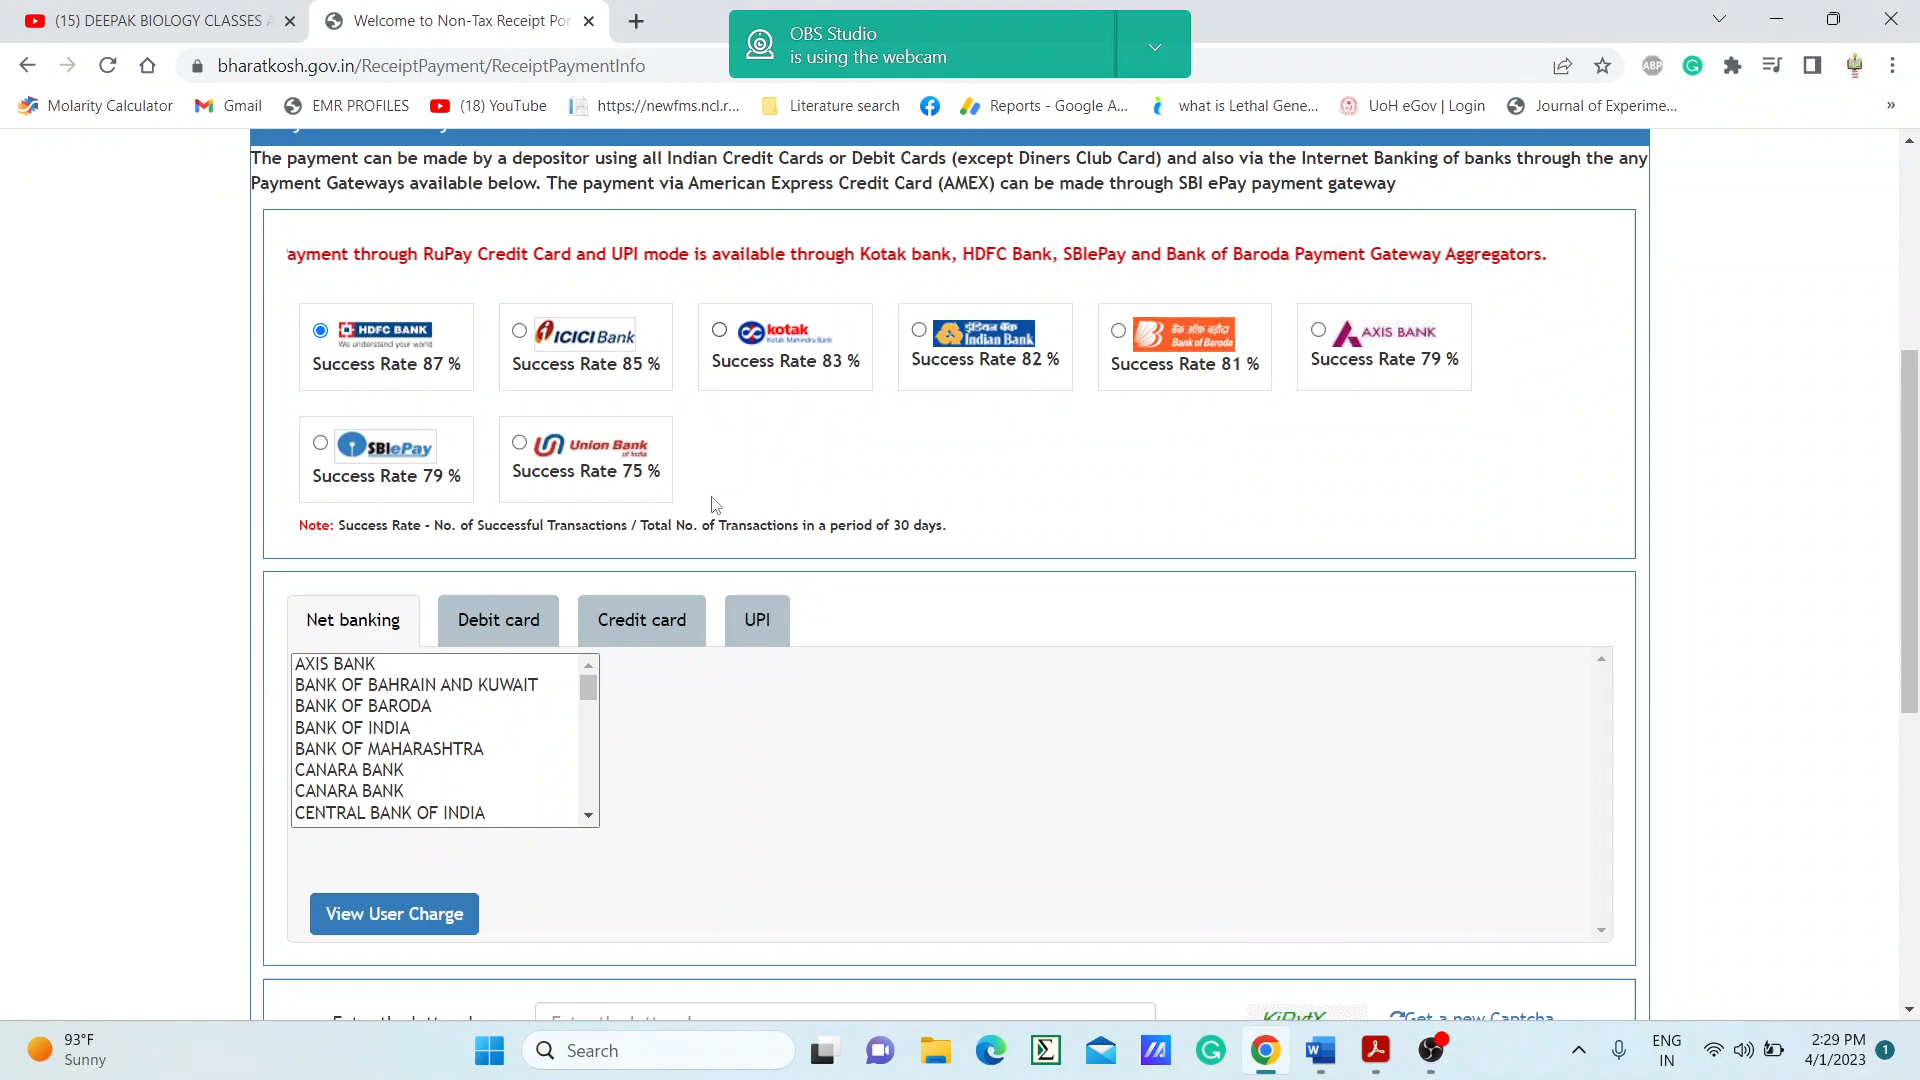 (15) DEEPAK BIOLOGY CLASSES
Welcome to Non-Tax Receipt Por
OBS Studio
is using the webcam
bharatkosh.gov.in/ReceiptPayment/ReceiptPaymentInfo
ABP
Molarity Calculator
Gmail
EMR PROFILES
(18) YouTube
https://newfms.ncl.r...
Literature search
Reports - Google A...
what is Lethal Gene...
UoH eGov | Login
Journal of Experime...
»
The payment can be made by a depositor using all Indian Credit Cards or Debit Cards (except Diners Club Card) and also via the Internet Banking of banks through the any
Payment Gateways available below. The payment via American Express Credit Card (AMEX) can be made through SBI ePay payment gateway
ayment through RuPay Credit Card and UPI mode is available through Kotak bank, HDFC Bank, SBIePay and Bank of Baroda Payment Gateway Aggregators.
HDFC BANK
We understand your world
Success Rate 87 %
ICICI Bank
Success Rate 85 %
kotak
Kotak Mahindra Bank
Success Rate 83 %
इंडियन बैंक
Indian Bank
Success Rate 82 %
बैंक ऑफ़ बड़ौदा
Bank of Baroda
Success Rate 81 %
AXIS BANK
Success Rate 79 %
SBIePay
Success Rate 79 %
Union Bank
of India
Success Rate 75 %
Note: Success Rate - No. of Successful Transactions / Total No. of Transactions in a period of 30 days.
Net banking
Debit card
Credit card
UPI
AXIS BANK
BANK OF BAHRAIN AND KUWAIT
BANK OF BARODA
BANK OF INDIA
BANK OF MAHARASHTRA
CANARA BANK
CANARA BANK
CENTRAL BANK OF INDIA
View User Charge
Get a new Captcha
93°F
Sunny
Search
ENG
IN
2:29 PM
4/1/2023
1